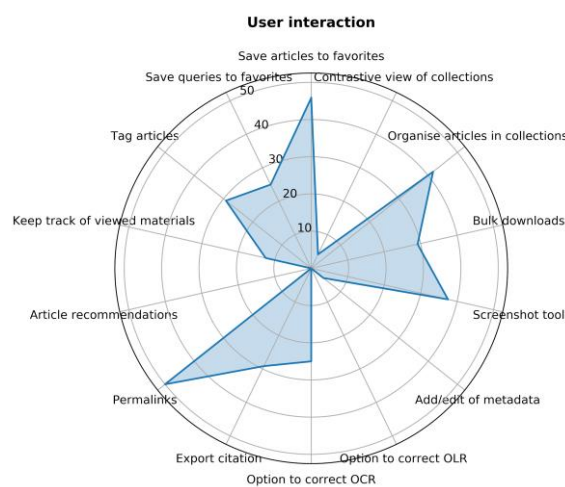 User interaction
Save articles to favorites
Save queries to favorites
Contrastive view of collections
50
Tag articles
40
Organise articles in collections
30
20
Keep track of viewed materials
10
Bulk downloads
Article recommendations
Screenshot tool
Permalinks
Add/edit of metadata
Export citation
Option to correct OLR
Option to correct OCR